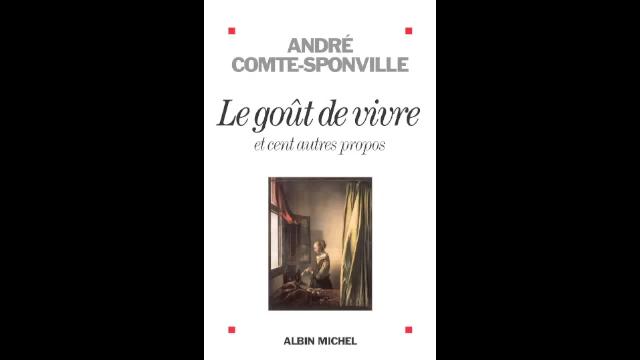 ANDRÉ
COMTE-SPONVILLE
Le goût de vivre
et cent autres propos
ALBIN MICHEL